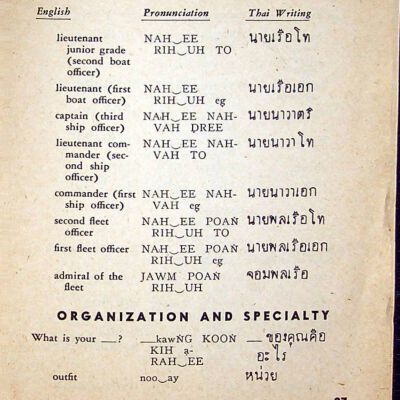 English Pronunciation Thai Writing
lieutenant NAH‿EE นายเรือโท
junior grade RIH‿UH TO
(second boat
officer)
lieutenant (first NAH‿EE นายเรือเอก
boat officer) RIH‿UH eg
captain (third NAH‿EE NAH- นายนาวาตรี
ship officer) VAH ḌREE
lieutenant com- NAH‿EE NAH- นายนาวาโท
mander (sec- VAH TO
ond ship
officer)
commander (first NAH‿EE NAH- นายนาวาเอก
ship officer) VAH eg
second fleet NAH‿EE POAṄ นายพลเรือโท
officer RIH‿UH TO
first fleet officer NAH‿EE POAṄ นายพลเรือเอก
RIH‿UH eg
admiral of the JAWM POAṄ จอมพลเรือ
fleet RIH‿UH
ORGANIZATION AND SPECIALTY
What is your __? __kawṄG KOOṄ __ของคุณคือ
KIH ạ- อะไร
RAH‿EE
outfit noo‿ay หน่วย